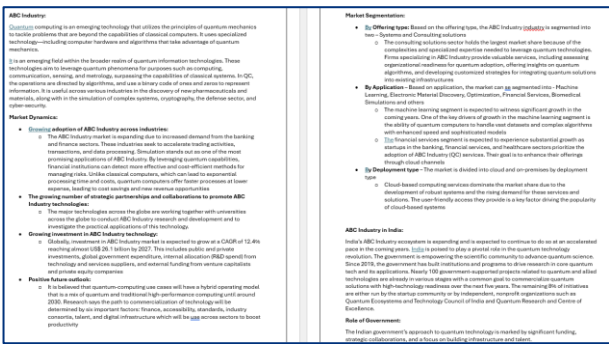 ABC Industry:
Quantum computing is an emerging technology that utilizes the principles of quantum mechanics
to tackle problems that are beyond the capabilities of classical computers. It uses specialized
technology—including computer hardware and algorithms that take advantage of quantum
mechanics.
It is an emerging field within the broader realm of quantum information technologies. These
technologies aim to leverage quantum phenomena for purposes such as computing,
communication, sensing, and metrology, surpassing the capabilities of classical systems. In QC,
the operations are directed by algorithms, and use a binary code of ones and zeros to represent
information. It is useful across various industries in the discovery of new pharmaceuticals and
materials, along with in the simulation of complex systems, cryptography, the defense sector, and
cyber-security.
Market Dynamics:
• Growing adoption of ABC Industry across industries:
o The ABC Industry market is expanding due to increased demand from the banking
and finance sectors. These industries seek to accelerate trading activities,
transactions, and data processing. Simulation stands out as one of the most
promising applications of ABC Industry. By leveraging quantum capabilities,
financial institutions can detect more effective and cost-efficient methods for
managing risks. Unlike classical computers, which can lead to exponential
processing time and costs, quantum computers offer faster processes at lower
expense, leading to cost savings and new revenue opportunities
• The growing number of strategic partnerships and collaborations to promote ABC
Industry technologies:
o The major technologies across the globe are working together with universities
across the globe to conduct ABC Industry research and development and to
investigate the practical applications of this technology.
• Growing investment in ABC Industry technology:
o Globally, investment in ABC Industry market is expected to grow at a CAGR of 12.4%
reaching almost US$ 26.1 billion by 2027. This includes public and private
investments, global government expenditure, internal allocation (R&D spend) from
technology and services suppliers, and external funding from venture capitalists
and private equity companies
• Positive future outlook:
o It is believed that quantum-computing use cases will have a hybrid operating model
that is a mix of quantum and traditional high-performance computing until around
2030. Research says the path to commercialization of technology will be
determined by six important factors: finance, accessibility, standards, industry
consortia, talent, and digital infrastructure which will be use across sectors to boost
productivity
Market Segmentation:
• By Offering type: Based on the offering type, the ABC Industry industry is segmented into
two – Systems and Consulting solutions
o The consulting solutions sector holds the largest market share because of the
complexities and specialized expertise needed to leverage quantum technologies.
Firms specializing in ABC Industry provide valuable services, including assessing
organizational readiness for quantum adoption, offering insights on quantum
algorithms, and developing customized strategies for integrating quantum solutions
into existing infrastructures
• By Application – Based on application, the market can se segmented into - Machine
Learning, Electronic Material Discovery, Optimization, Financial Services, Biomedical
Simulations and others
o The machine learning segment is expected to witness significant growth in the
coming years. One of the key drivers of growth in the machine learning segment is
the ability of quantum computers to handle vast datasets and complex algorithms
with enhanced speed and sophisticated models
o The financial services segment is expected to experience substantial growth as
startups in the banking, financial services, and healthcare sectors prioritize the
adoption of ABC Industry (QC) services. Their goal is to enhance their offerings
through cloud channels
• By Deployment type – The market is divided into cloud and on-premises by deployment
type
o Cloud-based computing services dominate the market shares due to the
development of robust systems and the rising demand for these services and
solutions. The user-friendly access they provide is a key factor driving the popularity
of cloud-based systems
ABC Industry in India:
India's ABC Industry ecosystem is expanding and is expected to continue to do so at an accelerated
pace in the coming years. India is poised to play a pivotal role in the quantum technology
revolution. The government is empowering the scientific community to advance quantum science.
Since 2019, the government has built institutions and programs to drive research in core quantum
tech and its applications. Nearly 100 government-supported projects related to quantum and allied
technologies are already in various stages with a common goal to commercialize quantum
solutions with high-technology readiness over the next five years. The remaining 8% of initiatives
are either run by the startup community or by independent, nonprofit organizations such as
Quantum Ecosystems and Technology Council of India and Quantum Research and Centre of
Excellence.
Role of Government:
The Indian government's approach to quantum technology is marked by significant funding,
strategic collaborations, and a focus on building infrastructure and talent.